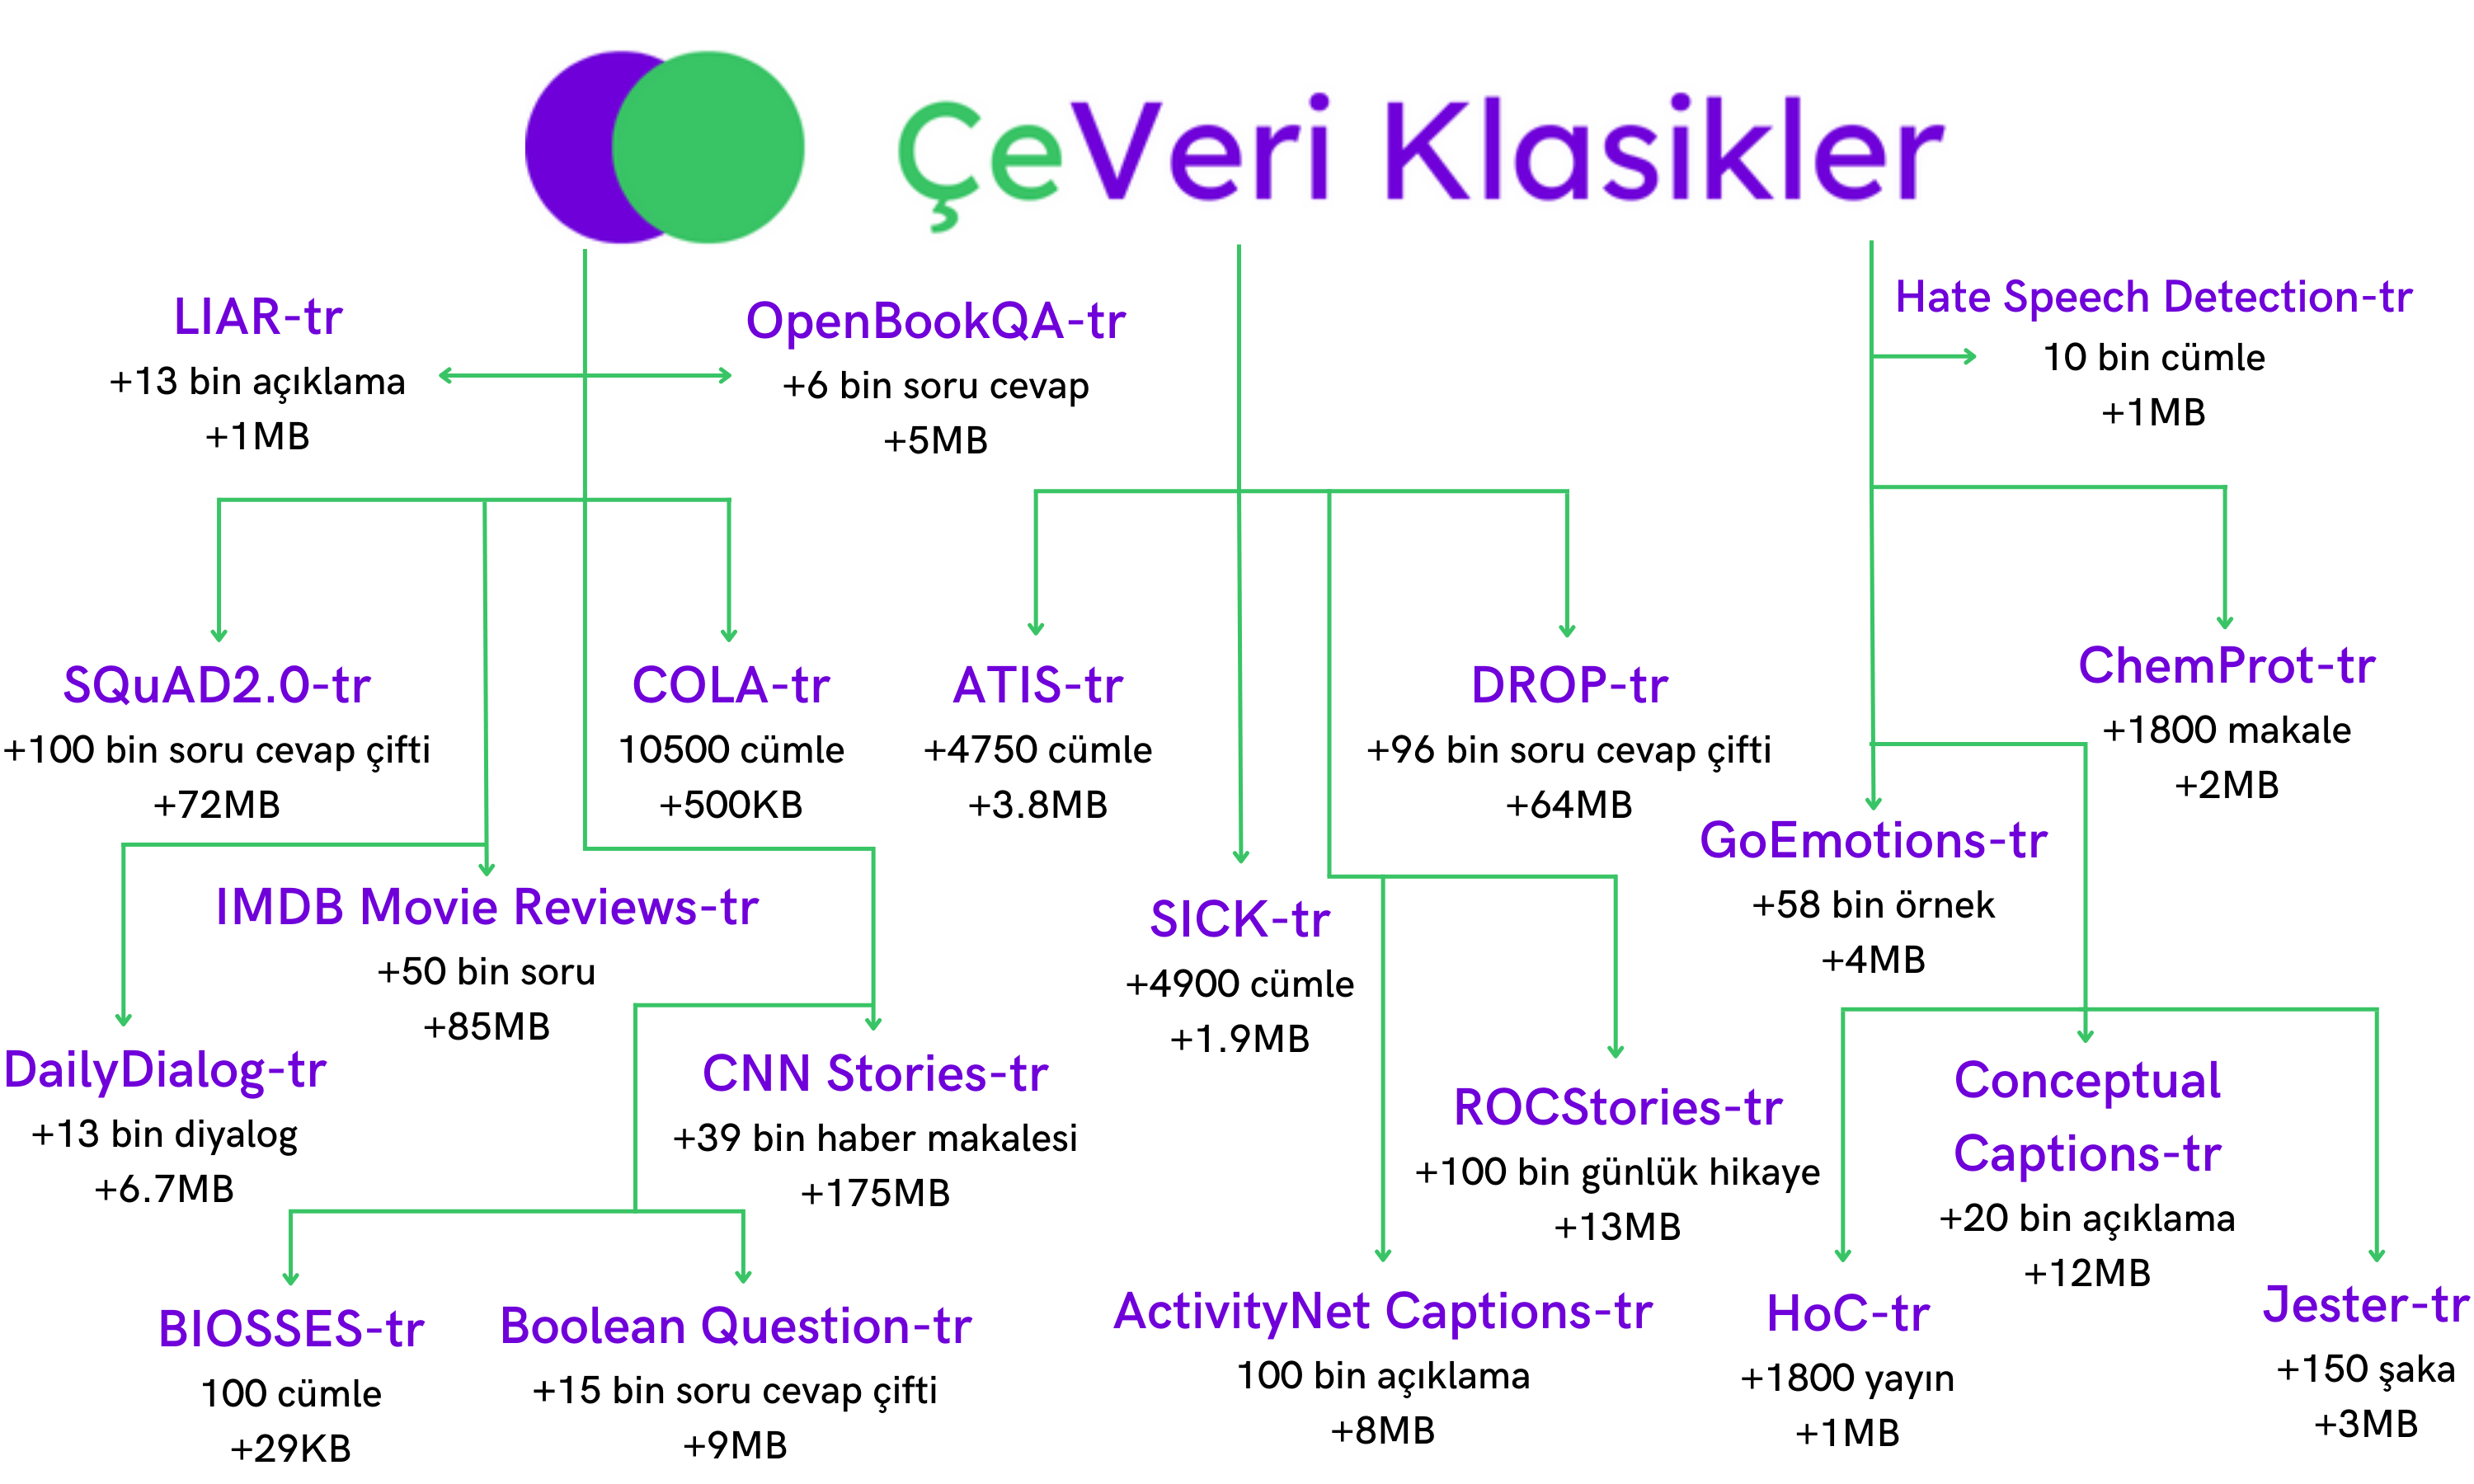 ÇeVeri Klasikler
LIAR-tr
+13 bin açıklama
+1MB
OpenBookQA-tr
+6 bin soru cevap
+5MB
Hate Speech Detection-tr
10 bin cümle
+1MB
SQuAD2.0-tr
+100 bin soru cevap çifti
+72MB
COLA-tr
10500 cümle
+500KB
ATIS-tr
+4750 cümle
+3.8MB
DROP-tr
+96 bin soru cevap çifti
+64MB
ChemProt-tr
+1800 makale
+2MB
GoEmotions-tr
+58 bin örnek
+4MB
IMDB Movie Reviews-tr
+50 bin soru
+85MB
SICK-tr
+4900 cümle
+1.9MB
DailyDialog-tr
+13 bin diyalog
+6.7MB
CNN Stories-tr
+39 bin haber makalesi
+175MB
ROCStories-tr
+100 bin günlük hikaye
+13MB
Conceptual
Captions-tr
+20 bin açıklama
+12MB
BIOSSES-tr
100 cümle
+29KB
Boolean Question-tr
+15 bin soru cevap çifti
+9MB
ActivityNet Captions-tr
100 bin açıklama
+8MB
HoC-tr
+1800 yayın
+1MB
Jester-tr
+150 şaka
+3MB